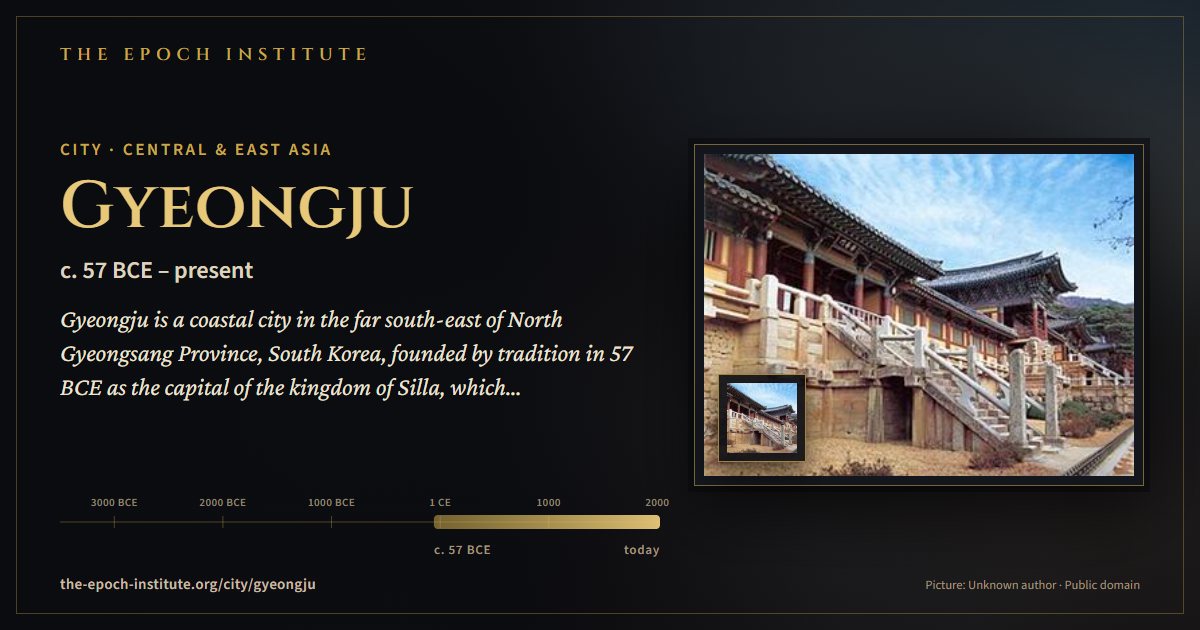 THE EPOCH INSTITUTE
CITY · CENTRAL & EAST ASIA
GYEONGJU
c. 57 BCE – present
Gyeongju is a coastal city in the far south-east of North
Gyeongsang Province, South Korea, founded by tradition in 57
BCE as the capital of the kingdom of Silla, which...
3000 BCE 2000 BCE 1000 BCE 1 CE 1000 2000
c. 57 BCE today
the-epoch-institute.org/city/gyeongju
Picture: Unknown author · Public domain